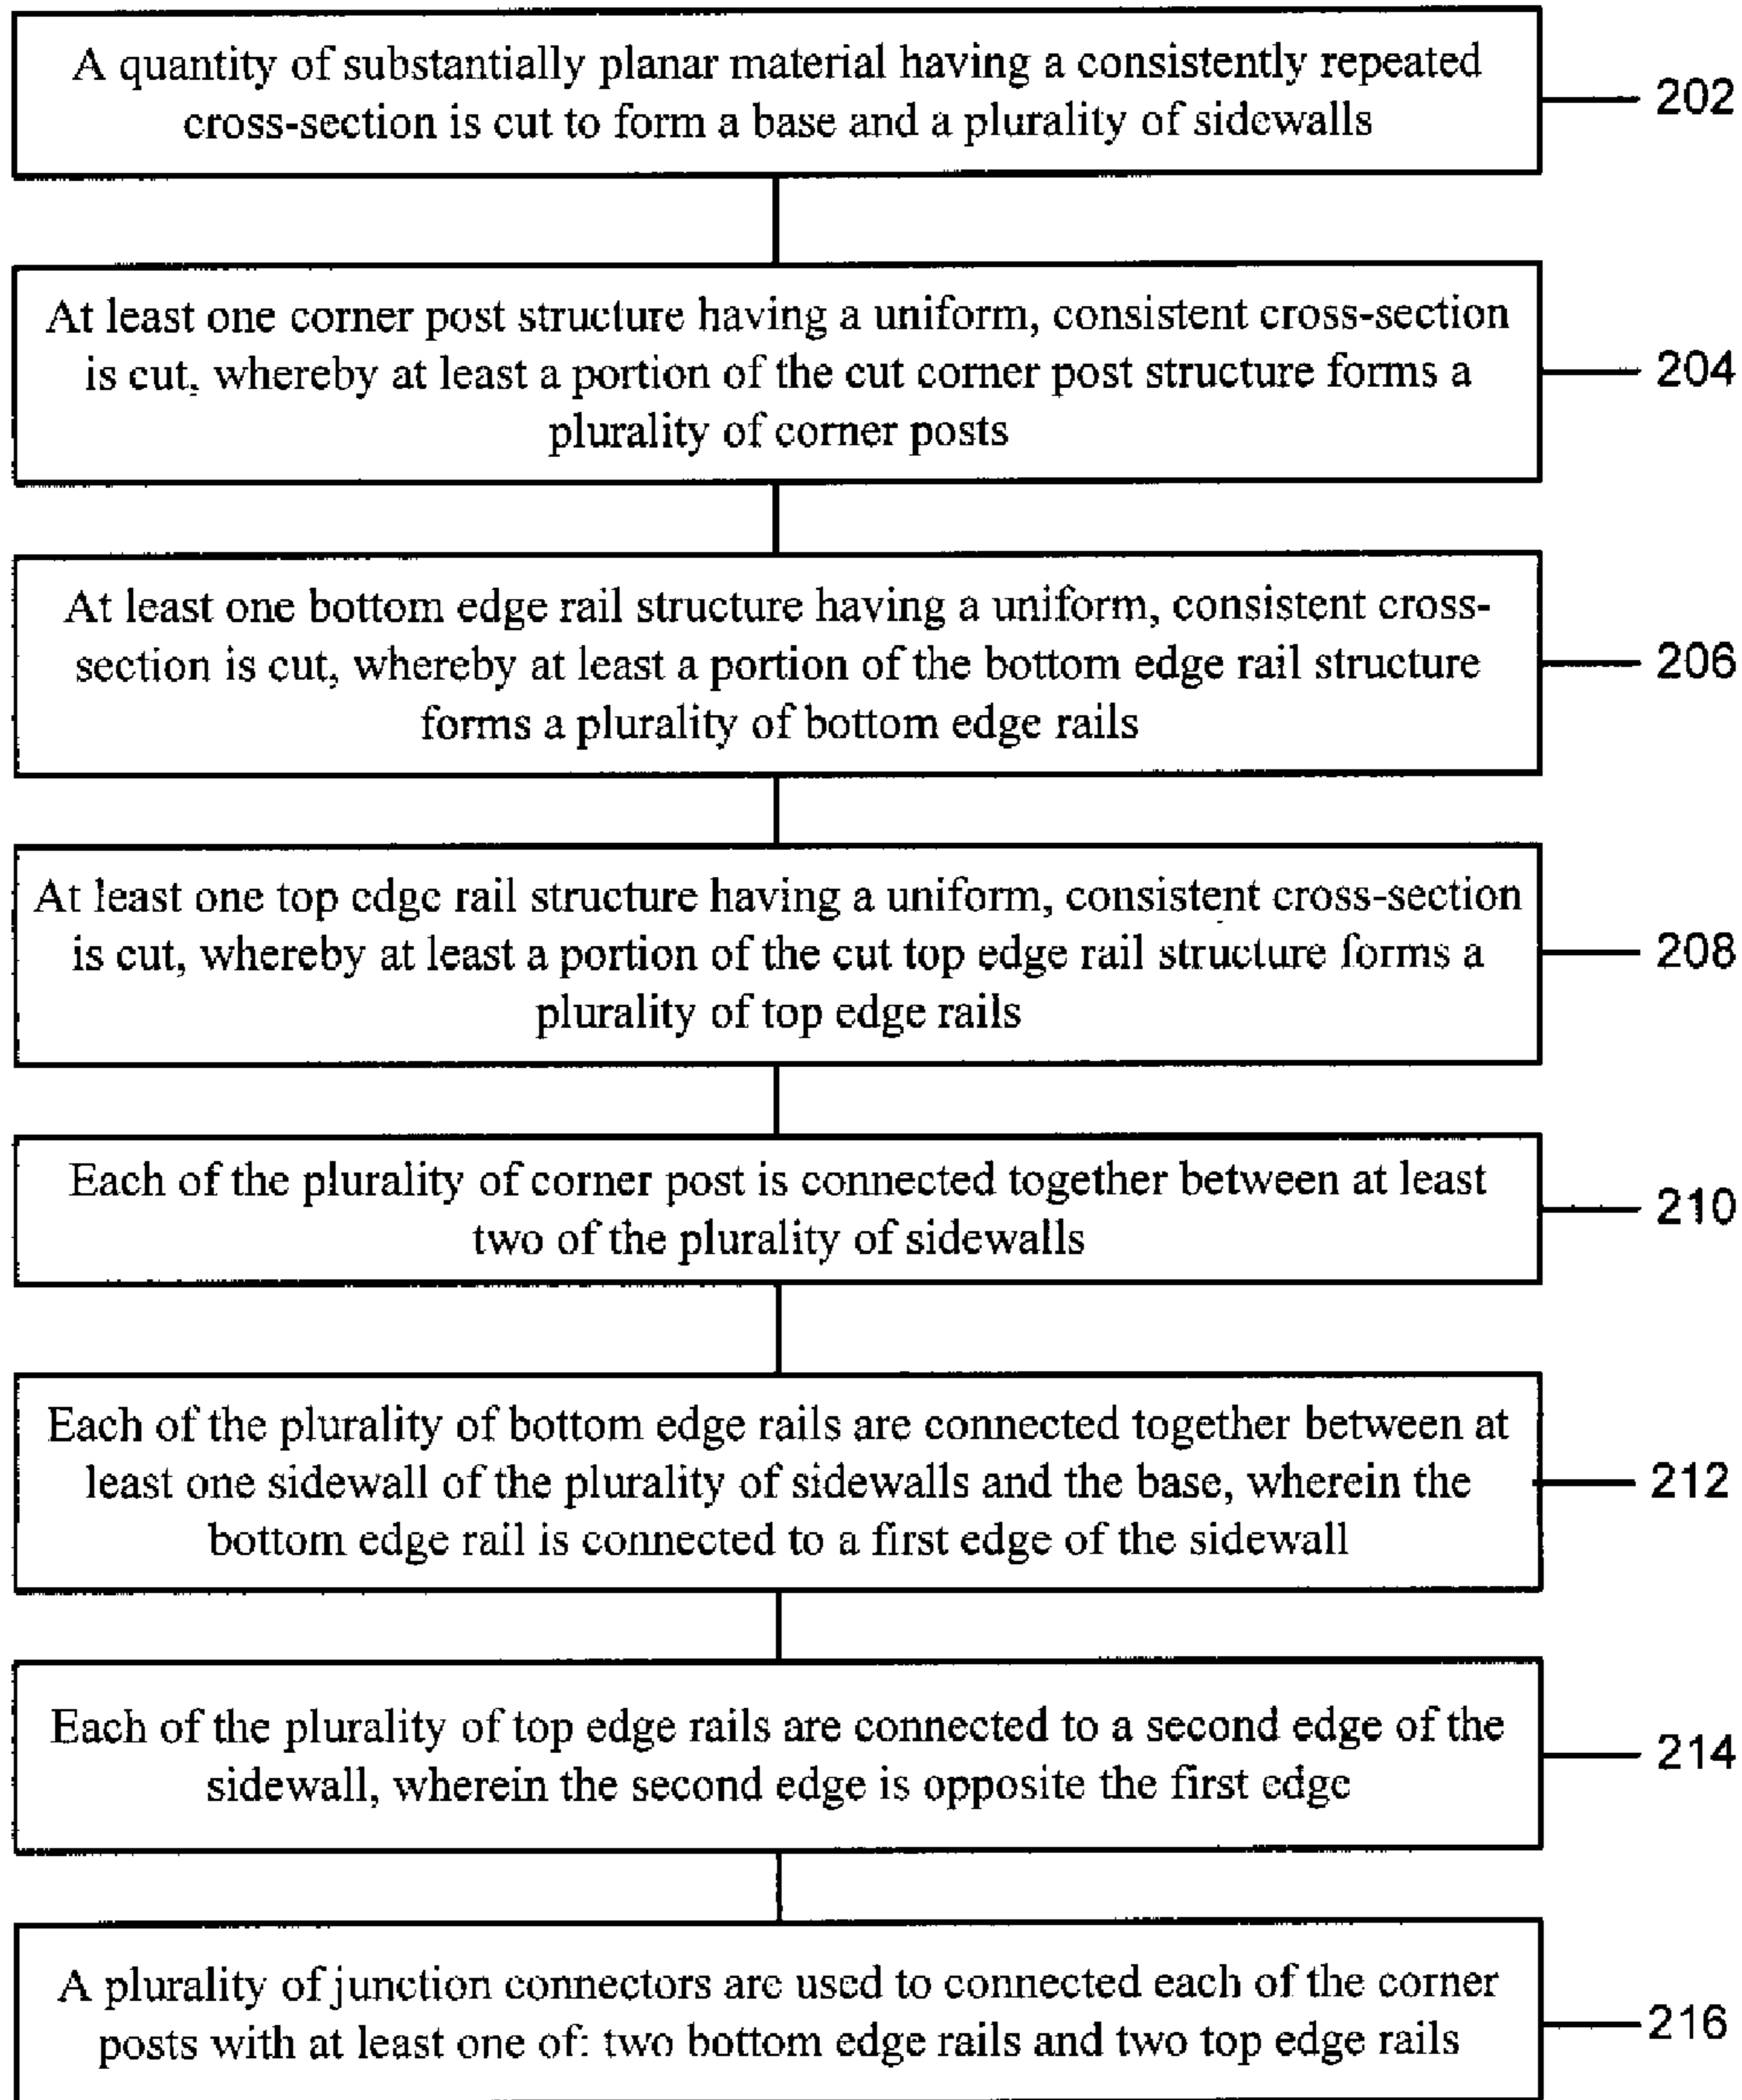 A quantity of substantially planar material having a consistently repeated
cross-section is cut to form a base and a plurality of sidewalls
202
At least one corner post structure having a uniform, consistent cross-section
is cut, whereby at least a portion of the cut corner post structure forms a
plurality of corner posts
204
At least one bottom edge rail structure having a uniform, consistent cross-
section is cut, whereby at least a portion of the bottom edge rail structure
forms a plurality of bottom edge rails
206
At least one top edge rail structure having a uniform, consistent cross-section
is cut, whereby at least a portion of the cut top edge rail structure forms a
plurality of top edge rails
208
Each of the plurality of corner post is connected together between at least
two of the plurality of sidewalls
210
Each of the plurality of bottom edge rails are connected together between at
least one sidewall of the plurality of sidewalls and the base, wherein the
bottom edge rail is connected to a first edge of the sidewall
212
Each of the plurality of top edge rails are connected to a second edge of the
sidewall, wherein the second edge is opposite the first edge
214
A plurality of junction connectors are used to connected each of the corner
posts with at least one of: two bottom edge rails and two top edge rails
216